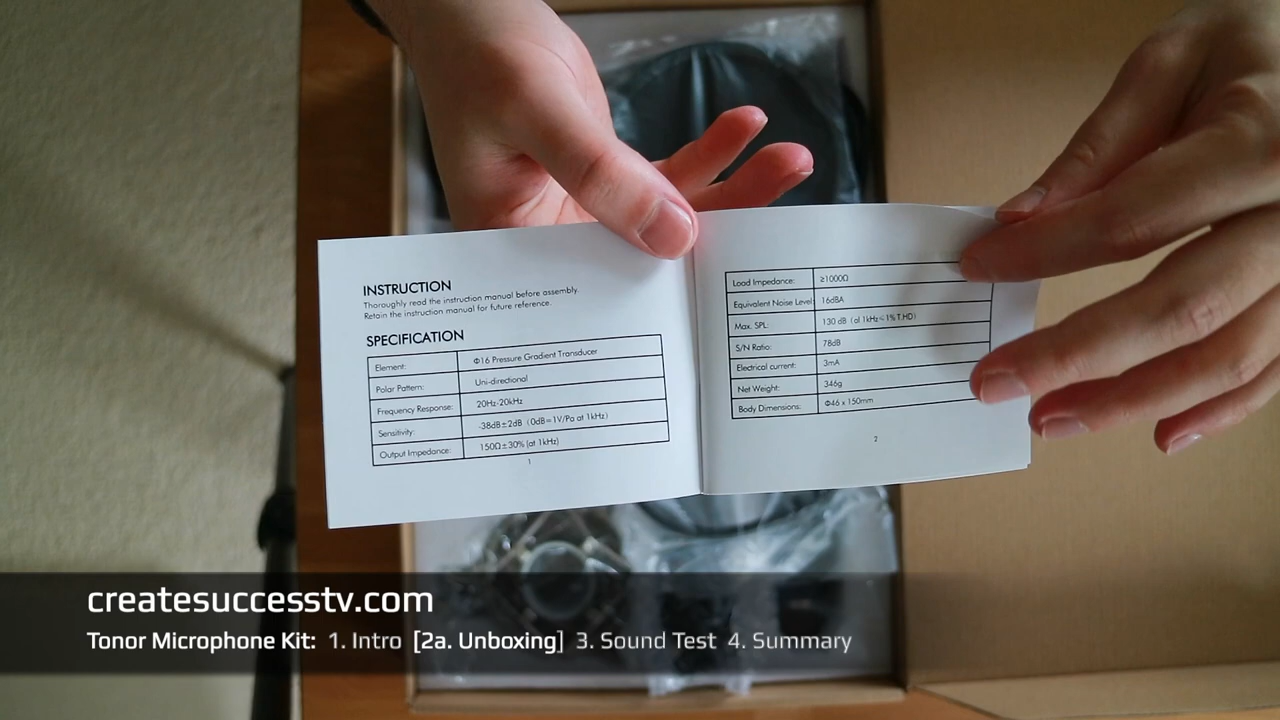 INSTRUCTION
Thoroughly read the instruction manual before assembly.
Retain the instruction manual for future reference.
SPECIFICATION
Element: Φ16 Pressure Gradient Transducer
Polar Pattern: Uni-directional
Frequency Response: 20Hz-20kHz
Sensitivity: -38dB±2dB (0dB=1V/Pa at 1kHz)
Output Impedance: 150Ω±30% (at 1kHz)
1
Load Impedance: ≥1000Ω
Equivalent Noise Level: 16dBA
Max. SPL: 130 dB (at 1kHz≤1% T.HD)
S/N Ratio: 78dB
Electrical current: 3mA
Net Weight: 346g
Body Dimensions: Φ46 x 150mm
2
createsuccesstv.com
Tonor Microphone Kit: 1. Intro [2a. Unboxing] 3. Sound Test 4. Summary